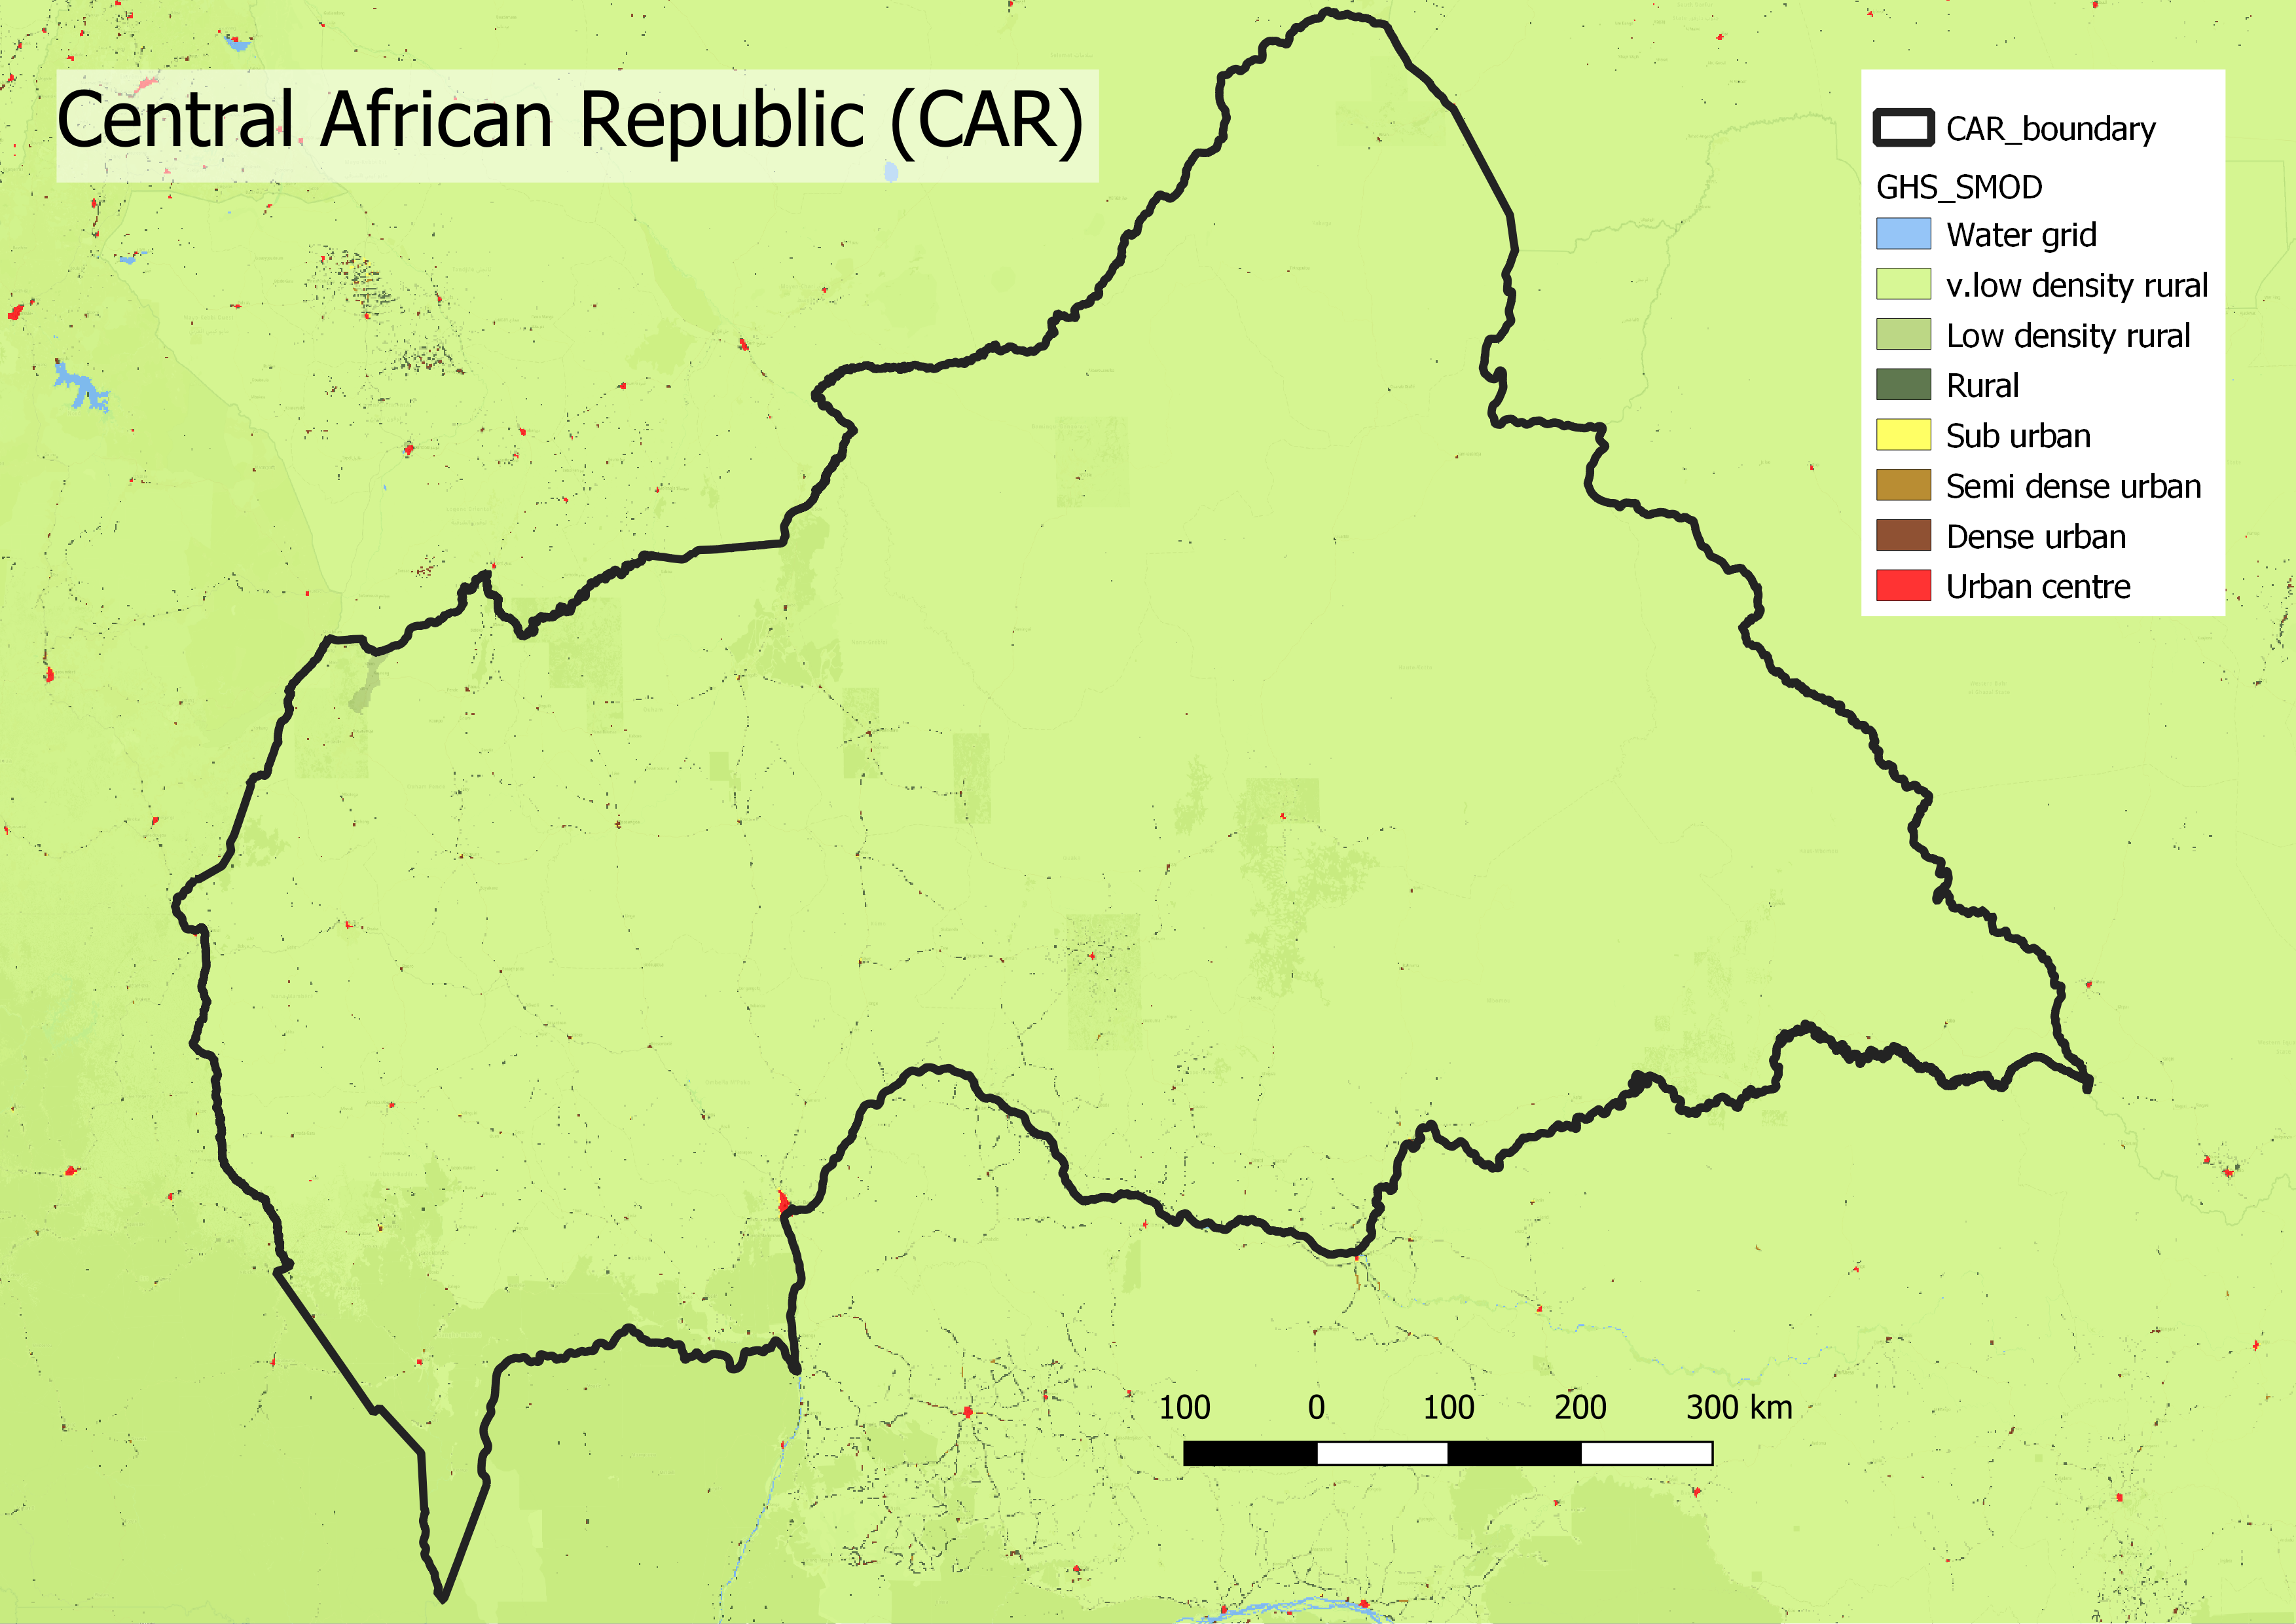 Central African Republic (CAR)
CAR_boundary
GHS_SMOD
Water grid
v.low density rural
Low density rural
Rural
Sub urban
Semi dense urban
Dense urban
Urban centre
100 0 100 200 300 km